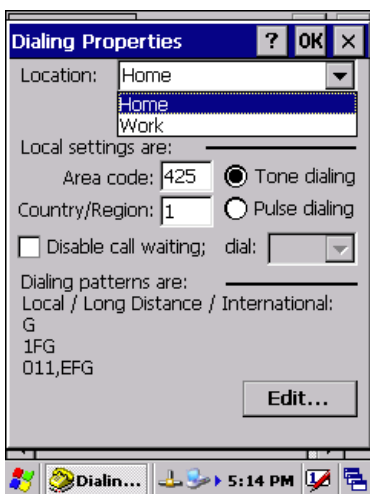 Dialing Properties ? OK ×
Location: Home
Home
Work
Local settings are:
Area code: 425 Tone dialing
Country/Region: 1 Pulse dialing
Disable call waiting; dial:
Dialing patterns are:
Local / Long Distance / International:
G
1FG
011,EFG
Edit...
Dialin... 5:14 PM